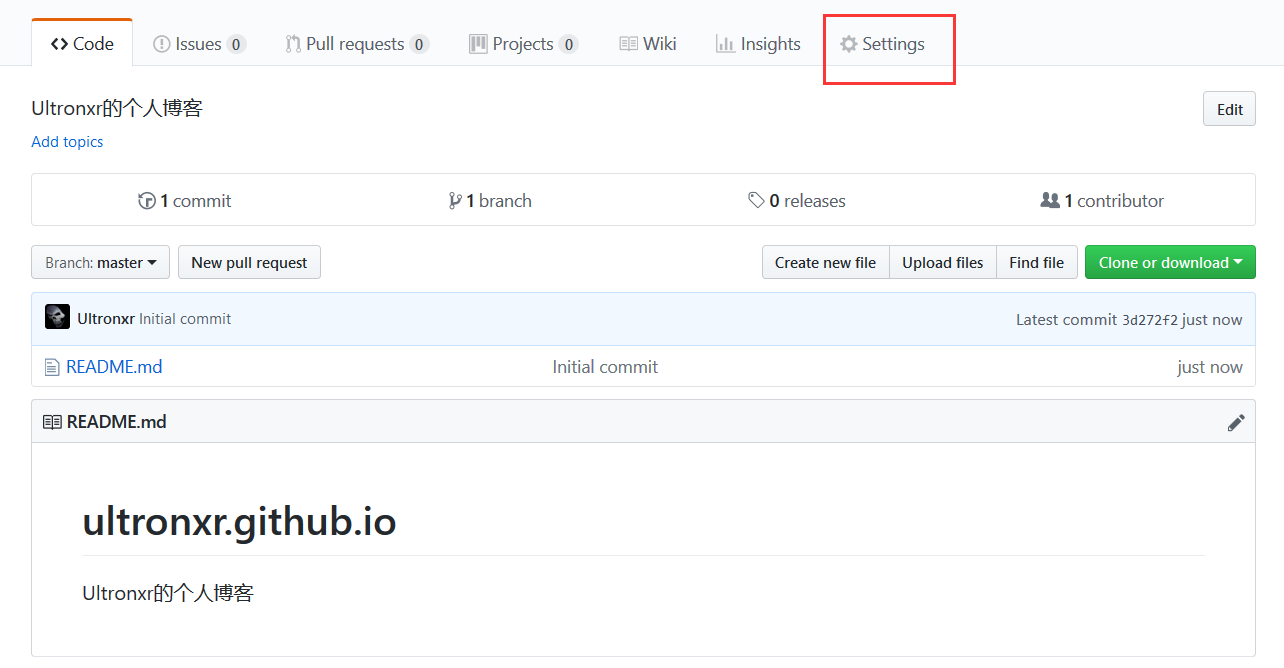 Code Issues 0 Pull requests 0 Projects 0 Wiki Insights Settings
Ultronxr的个人博客
Edit
Add topics
1 commit 1 branch 0 releases 1 contributor
Branch: master New pull request Create new file Upload files Find file Clone or download
Ultronxr Initial commit Latest commit 3d272f2 just now
README.md Initial commit just now
README.md
ultronxr.github.io
Ultronxr的个人博客